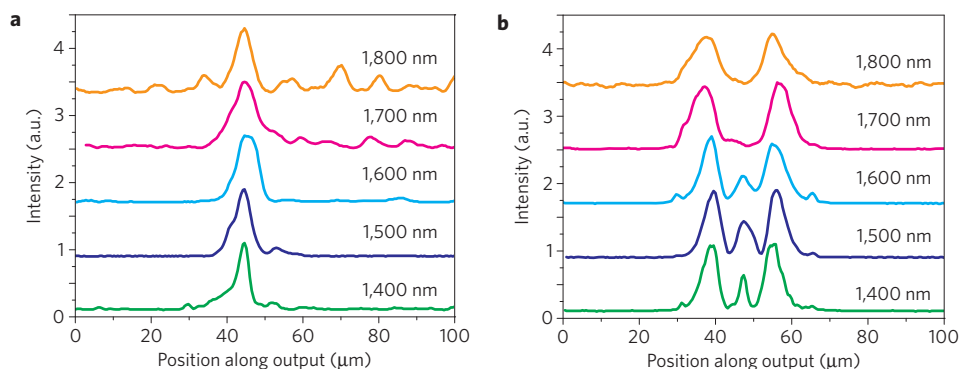 a
4
3
2
1
0
Intensity (a.u.)
1,800 nm
1,700 nm
1,600 nm
1,500 nm
1,400 nm
0 20 40 60 80 100
Position along output (μm)
b
4
3
2
1
0
Intensity (a.u.)
1,800 nm
1,700 nm
1,600 nm
1,500 nm
1,400 nm
0 20 40 60 80 100
Position along output (μm)